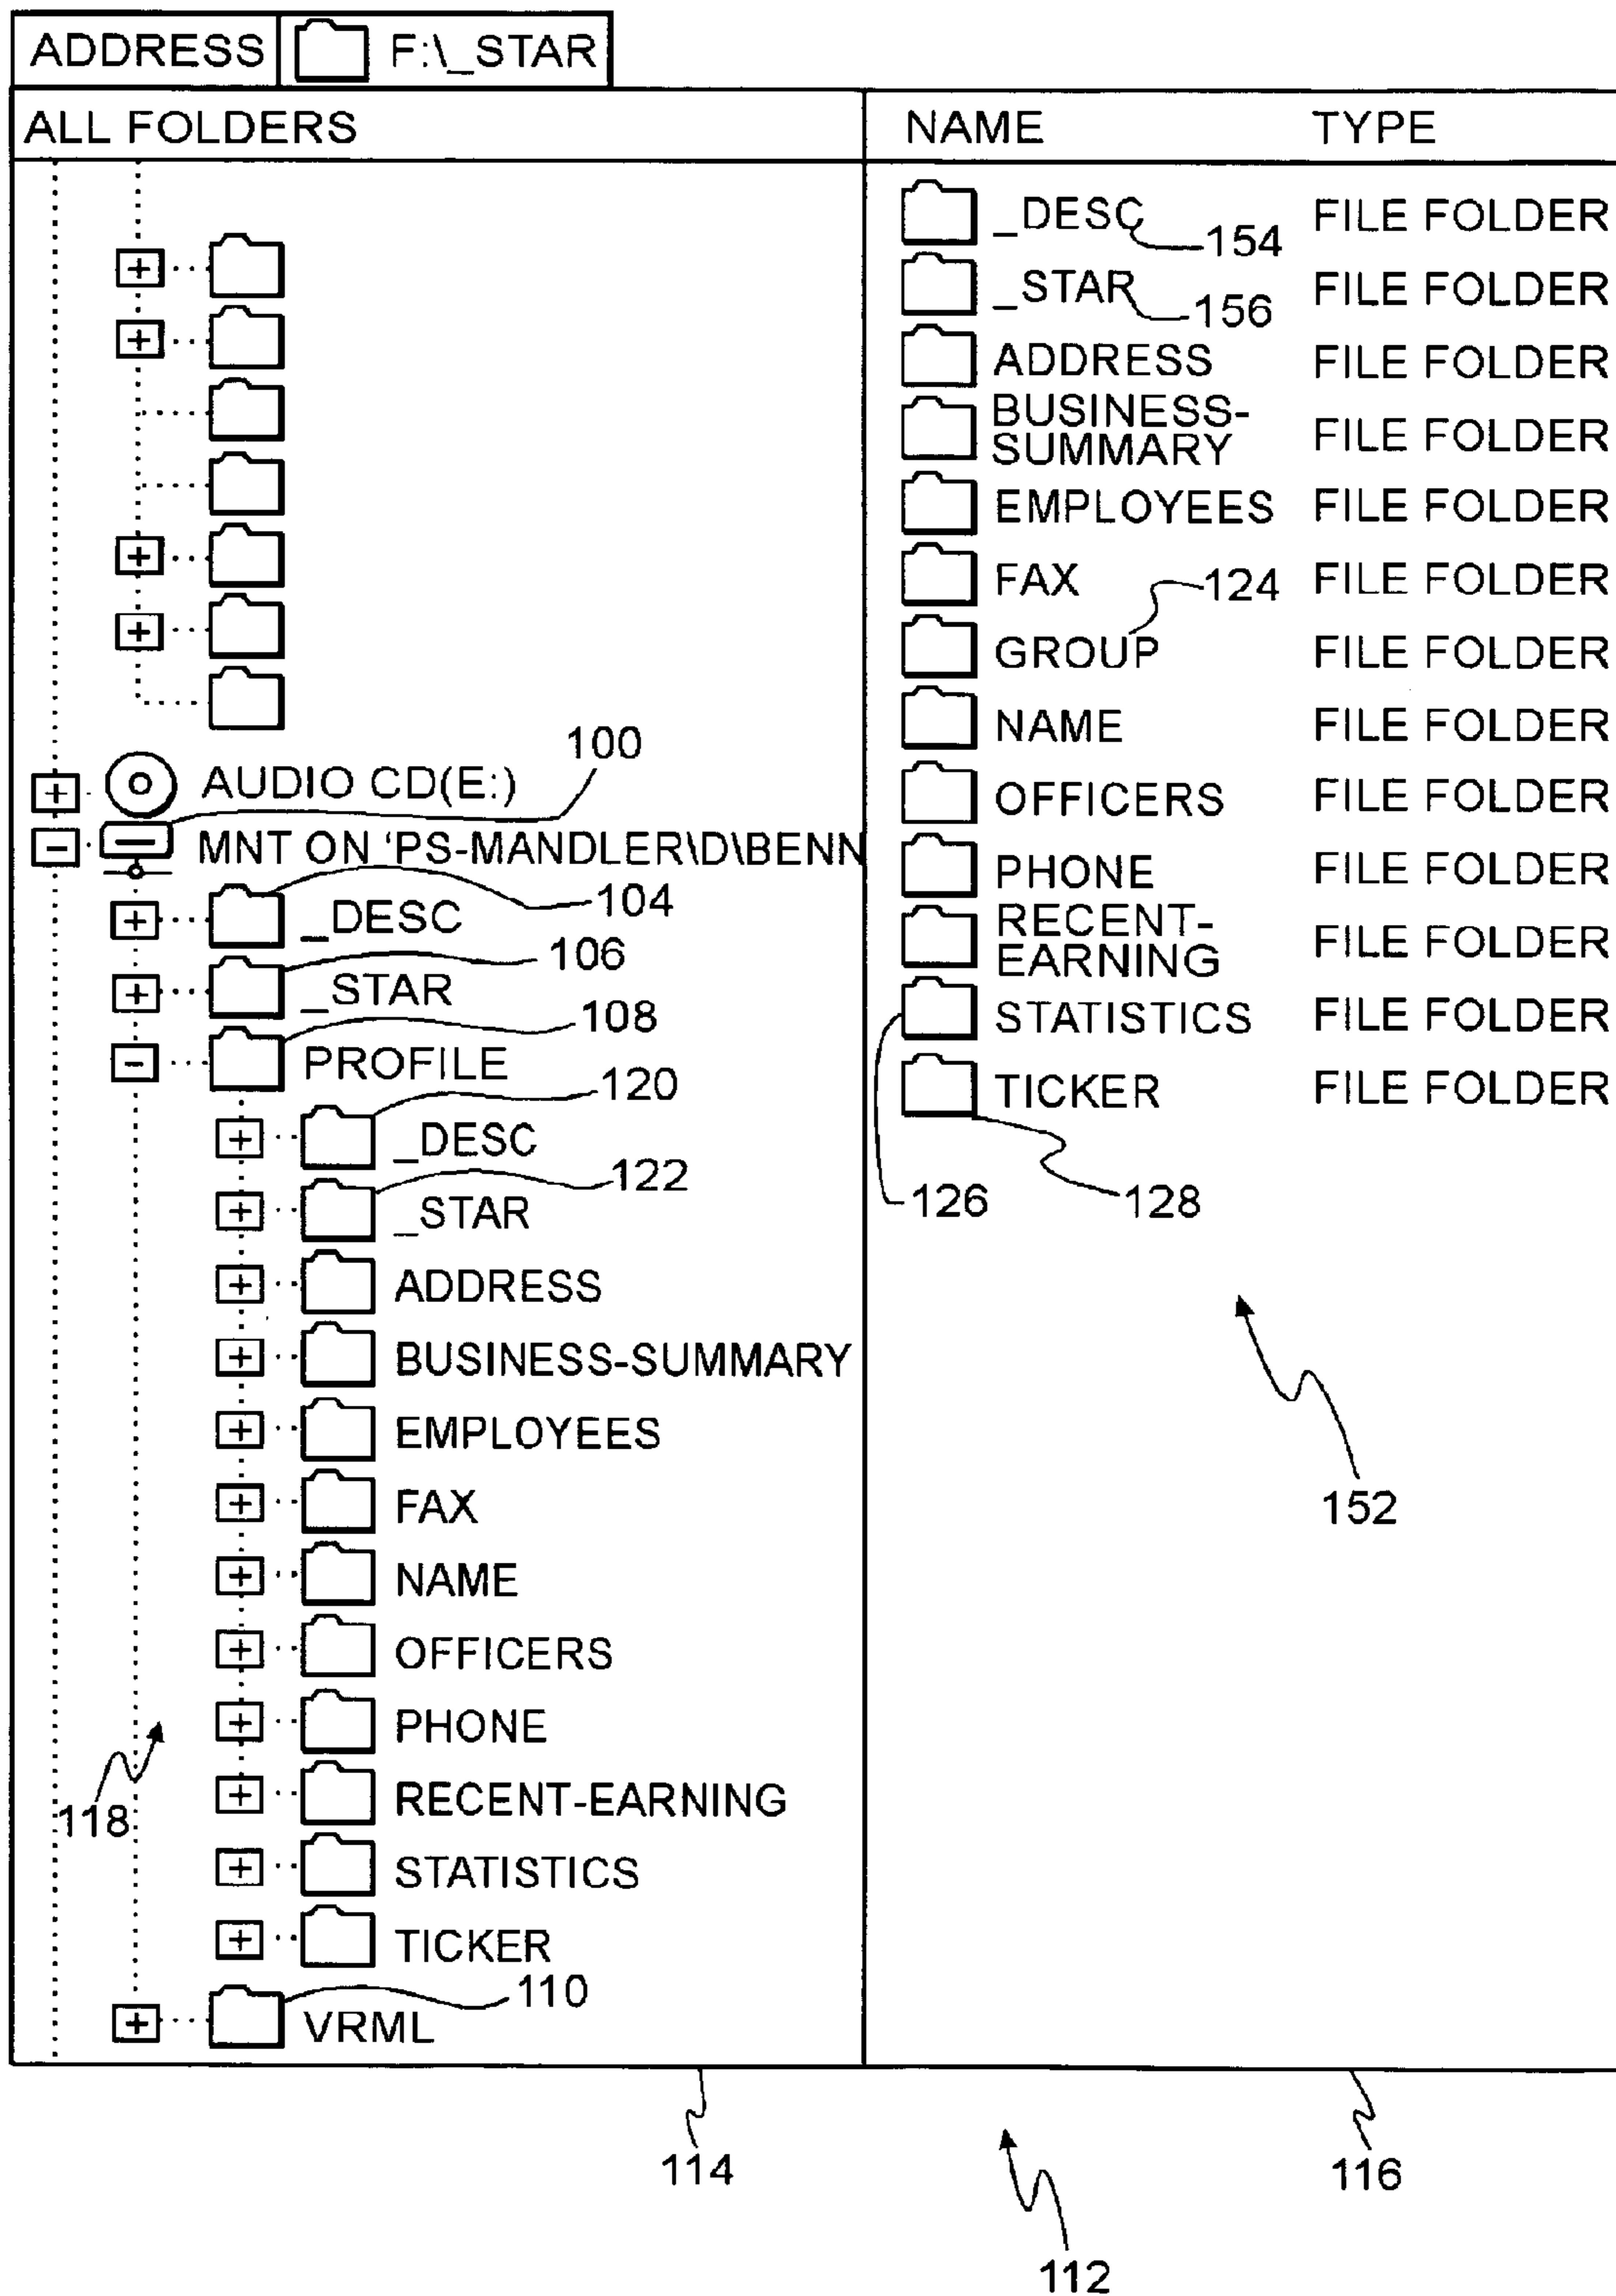 ADDRESS F:\_STAR
ALL FOLDERS
100
AUDIO CD(E:)
MNT ON ‘PS-MANDLER\D\BENN
104
_DESC
106
_STAR
108
PROFILE
120
_DESC
122
_STAR
ADDRESS
BUSINESS-SUMMARY
EMPLOYEES
FAX
NAME
OFFICERS
PHONE
118
RECENT-EARNING
STATISTICS
TICKER
110
VRML
NAME TYPE
_DESC 154 FILE FOLDER
_STAR 156 FILE FOLDER
ADDRESS FILE FOLDER
BUSINESS-
SUMMARY FILE FOLDER
EMPLOYEES FILE FOLDER
FAX 124 FILE FOLDER
GROUP FILE FOLDER
NAME FILE FOLDER
OFFICERS FILE FOLDER
PHONE FILE FOLDER
RECENT-
EARNING FILE FOLDER
STATISTICS FILE FOLDER
TICKER FILE FOLDER
126 128
152
114 116
112